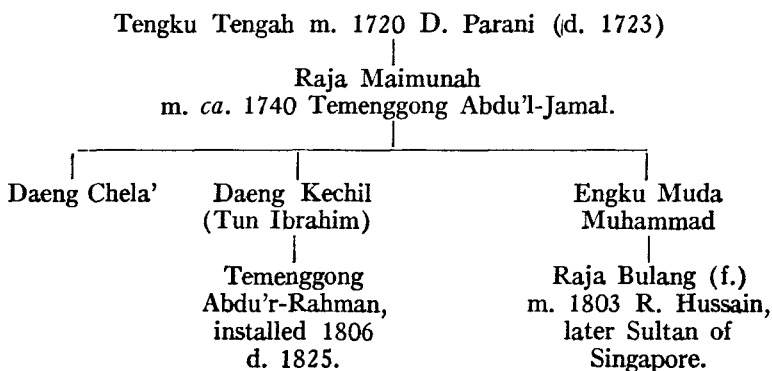 Tengku Tengah m. 1720 D. Parani (d. 1723)
Raja Maimunah
m. ca. 1740 Temenggong Abdu'l-Jamal.
Daeng Chela'
Daeng Kechil
(Tun Ibrahim)
Engku Muda
Muhammad
Temenggong
Abdu'r-Rahman,
installed 1806
d. 1825.
Raja Bulang (f.)
m. 1803 R. Hussain,
later Sultan of
Singapore.